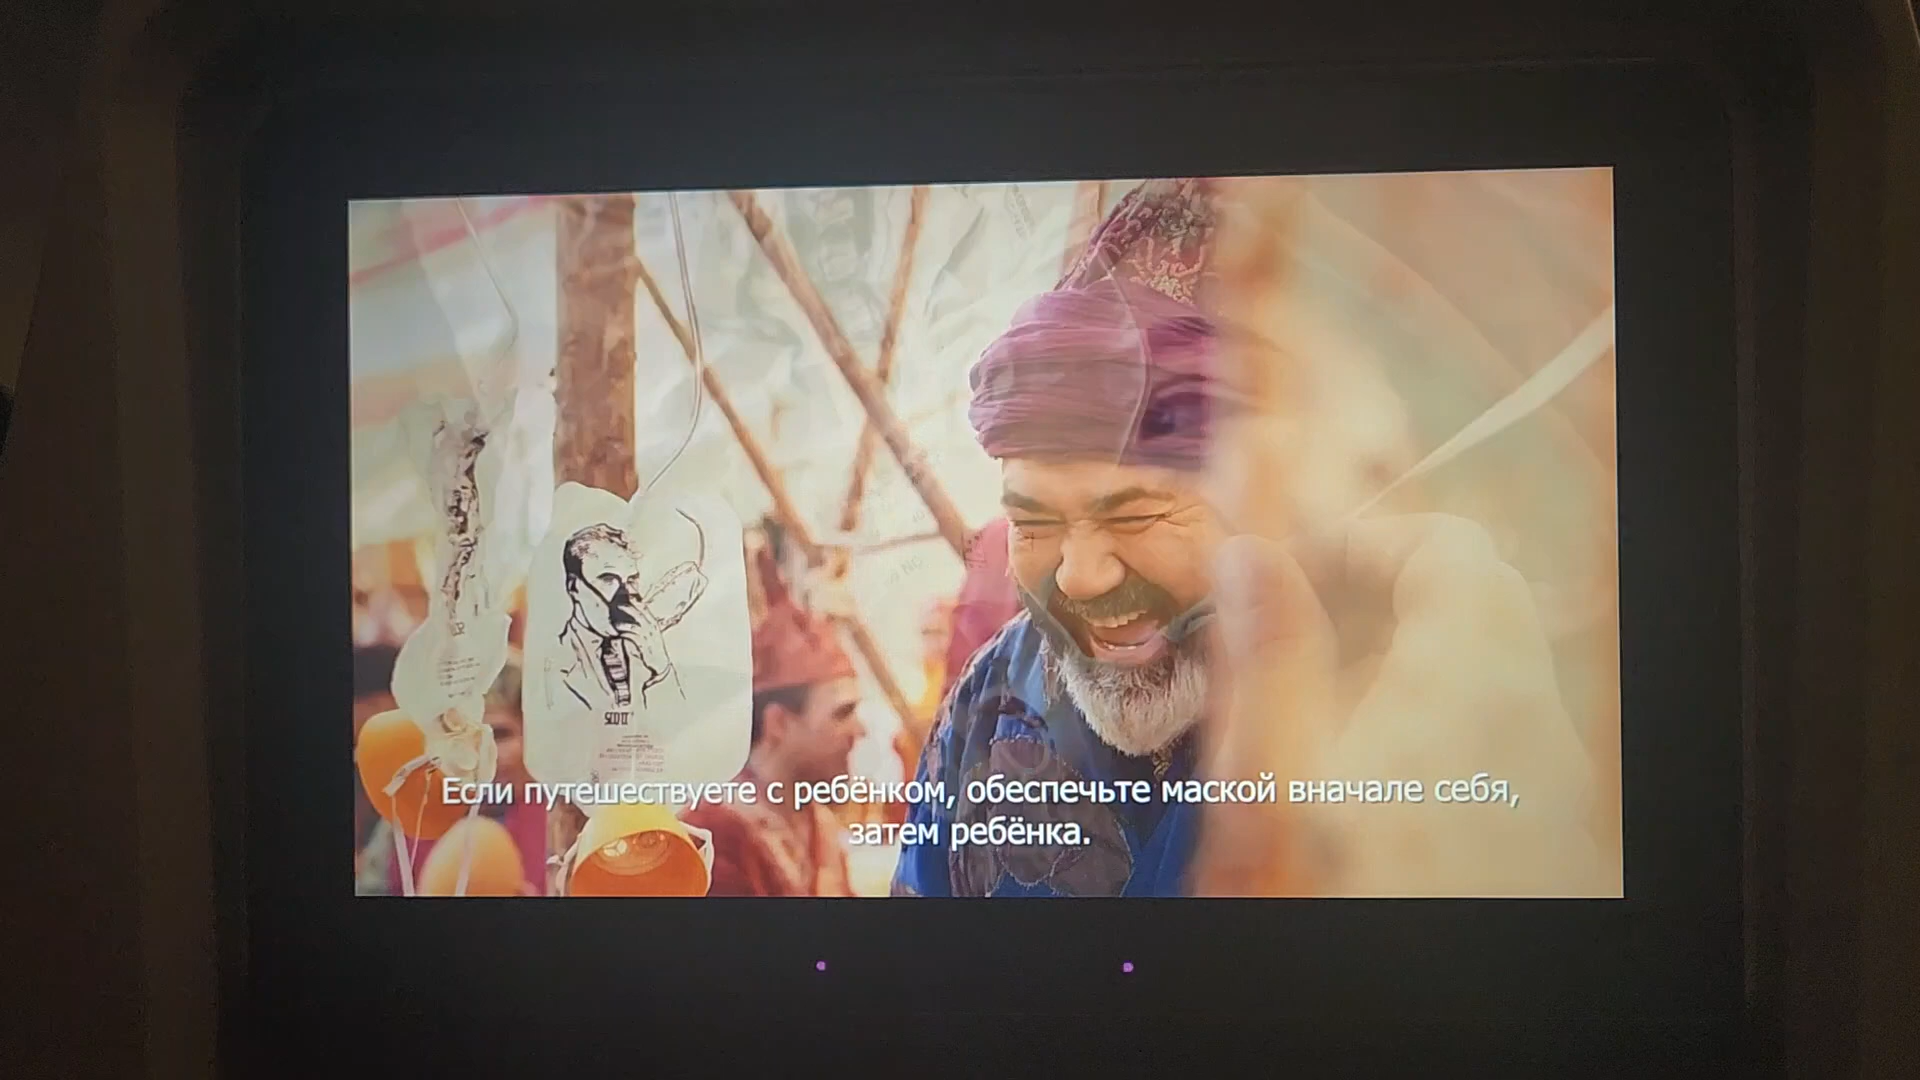 Если путешествуете с ребёнком, обеспечьте маской вначале себя,
затем ребёнка.